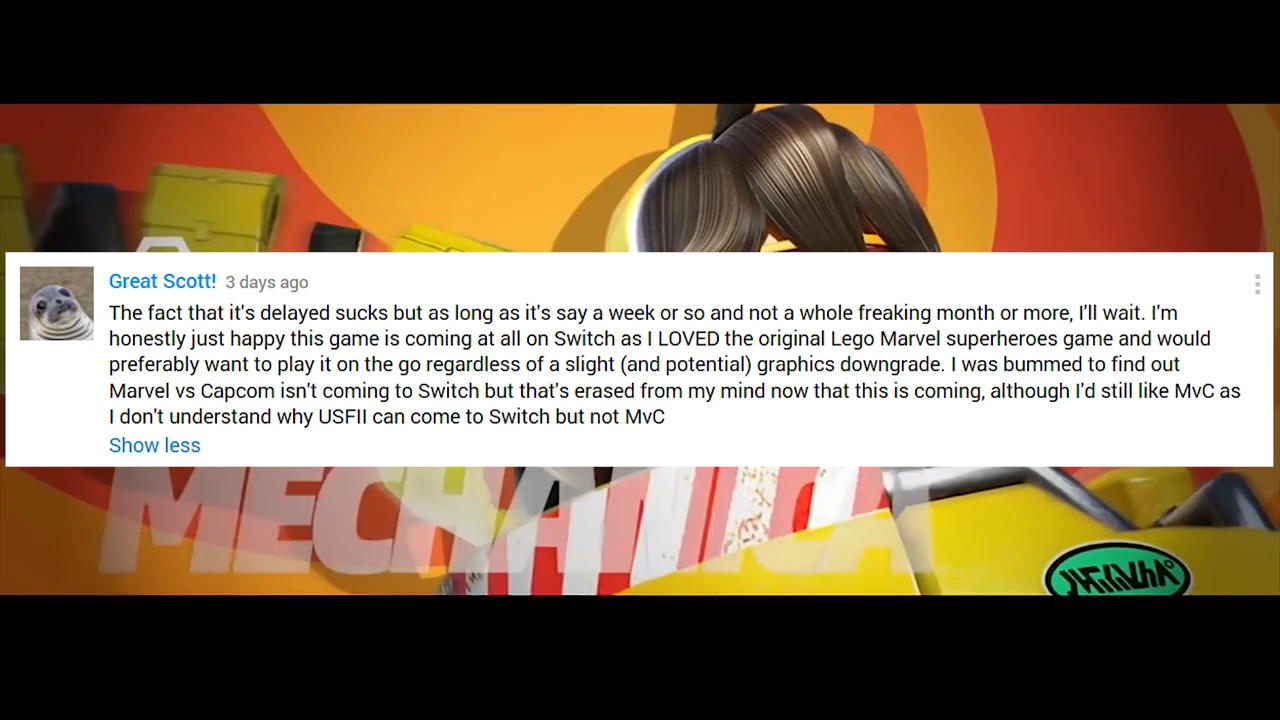 Great Scott! 3 days ago
The fact that it's delayed sucks but as long as it's say a week or so and not a whole freaking month or more, I'll wait. I'm
honestly just happy this game is coming at all on Switch as I LOVED the original Lego Marvel superheroes game and would
preferably want to play it on the go regardless of a slight (and potential) graphics downgrade. I was bummed to find out
Marvel vs Capcom isn't coming to Switch but that's erased from my mind now that this is coming, although I'd still like MvC as
I don't understand why USFII can come to Switch but not MvC
Show less
MECHANICA